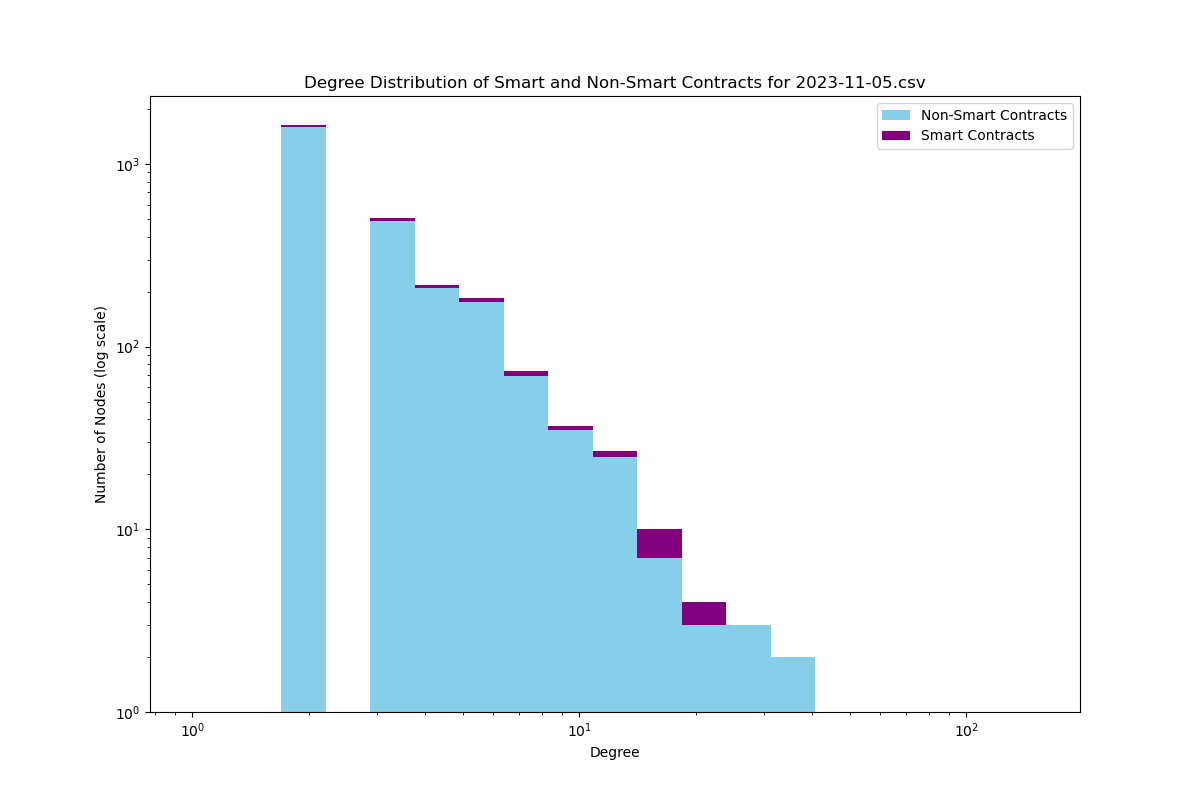 Degree Distribution of Smart and Non-Smart Contracts for 2023-11-05.csv
Non-Smart Contracts
Smart Contracts
10³
10²
10¹
10⁰
Number of Nodes (log scale)
10⁰ 10¹ 10²
Degree